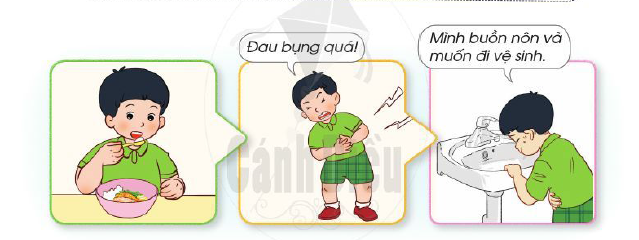 Đau bụng quá!
Mình buồn nôn và
muốn đi vệ sinh.
Cánh Diều